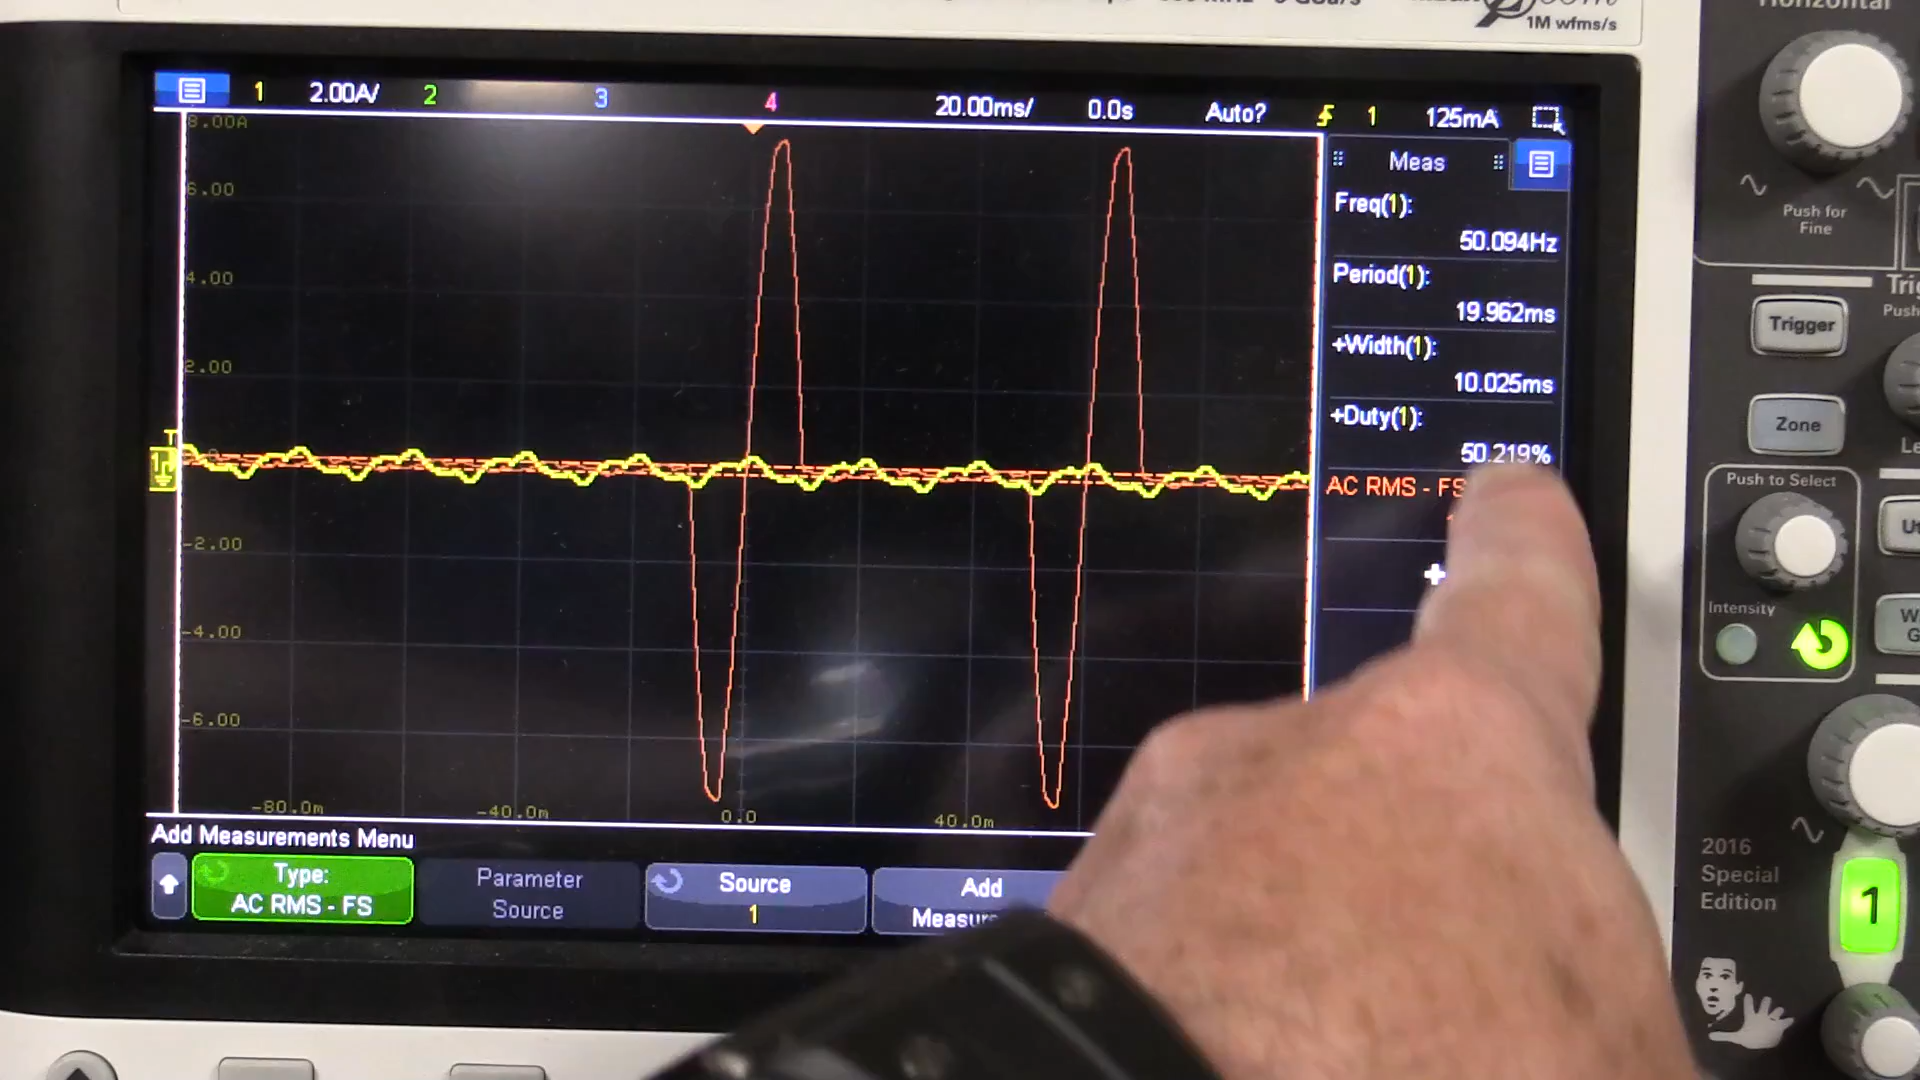 Horizontal
1M wfms/s
1 2.00A/ 2 3 4 20.00ms/ 0.0s Auto? 1 125mA
8.00A
6.00
4.00
2.00
-2.00
-4.00
-6.00
-80.0m -40.0m 0.0 40.0m
T
Meas
Freq(1):
50.094Hz
Period(1):
19.962ms
+Width(1):
10.025ms
+Duty(1):
50.219%
AC RMS - FS
Add Measurements Menu
Type:
AC RMS - FS
Parameter
Source
Source
1
Add
Push for
Fine
Trigger
Push
Zone
Push to Select
Intensity
2016
Special
Edition
1